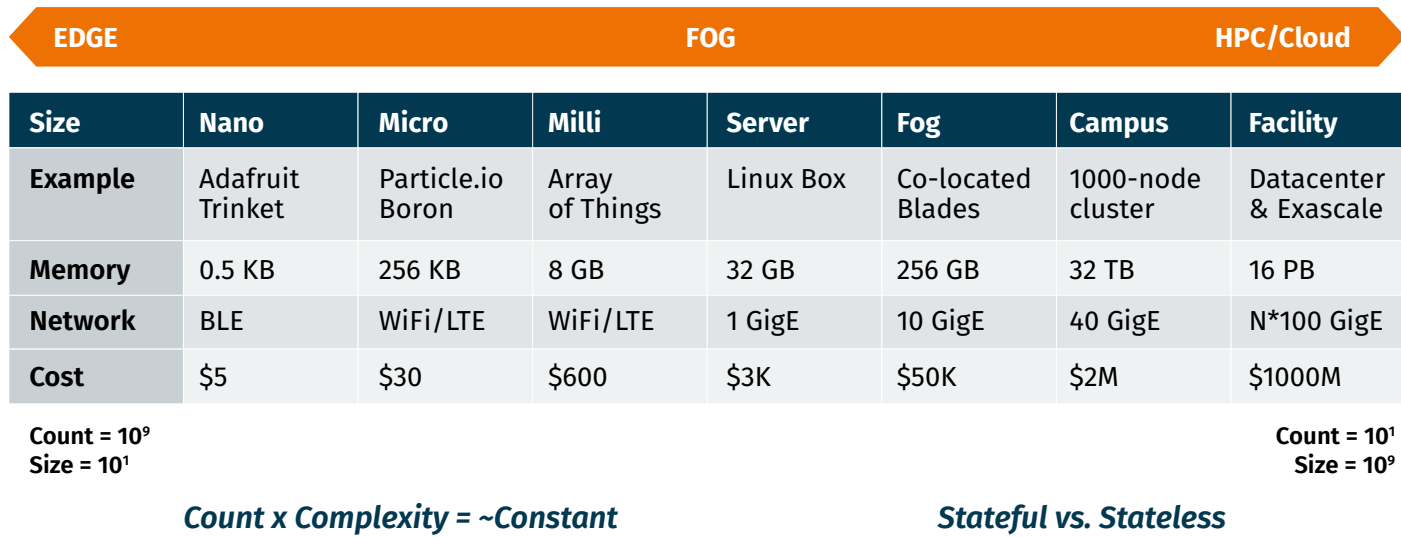 EDGE FOG HPC/Cloud
Size Nano Micro Milli Server Fog Campus Facility
Example Adafruit Trinket Particle.io Boron Array of Things Linux Box Co-located Blades 1000-node cluster Datacenter & Exascale
Memory 0.5 KB 256 KB 8 GB 32 GB 256 GB 32 TB 16 PB
Network BLE WiFi/LTE WiFi/LTE 1 GigE 10 GigE 40 GigE N*100 GigE
Cost $5 $30 $600 $3K $50K $2M $1000M
Count = 10⁹ Count = 10¹
Size = 10¹ Size = 10⁹
Count x Complexity = ~Constant Stateful vs. Stateless